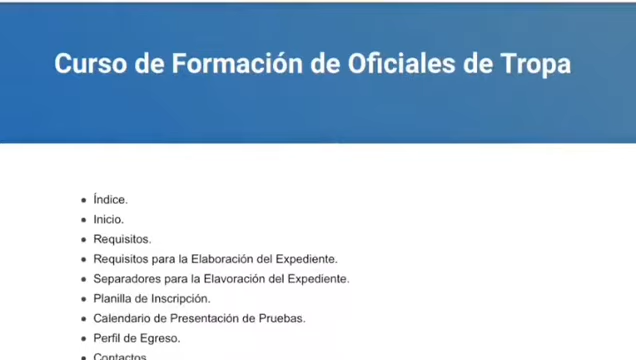 Curso de Formación de Oficiales de Tropa
Índice.
Inicio.
Requisitos.
Requisitos para la Elaboración del Expediente.
Separadores para la Elavoración del Expediente.
Planilla de Inscripción.
Calendario de Presentación de Pruebas.
Perfil de Egreso.
Contactos